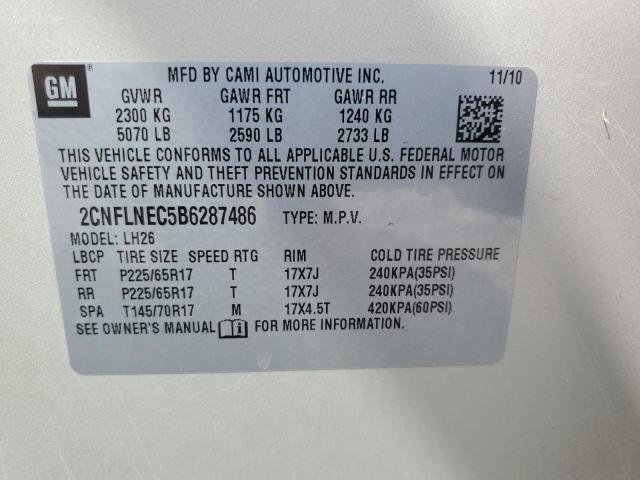 GM ®
MFD BY CAMI AUTOMOTIVE INC. 11/10
GVWR GAWR FRT GAWR RR
2300 KG 1175 KG 1240 KG
5070 LB 2590 LB 2733 LB
THIS VEHICLE CONFORMS TO ALL APPLICABLE U.S. FEDERAL MOTOR
VEHICLE SAFETY AND THEFT PREVENTION STANDARDS IN EFFECT ON
THE DATE OF MANUFACTURE SHOWN ABOVE.
2CNFLNEC5B6287486 TYPE: M.P.V.
MODEL: LH26
LBCP TIRE SIZE SPEED RTG RIM COLD TIRE PRESSURE
FRT P225/65R17 T 17X7J 240KPA(35PSI)
RR P225/65R17 T 17X7J 240KPA(35PSI)
SPA T145/70R17 M 17X4.5T 420KPA(60PSI)
SEE OWNER'S MANUAL FOR MORE INFORMATION.